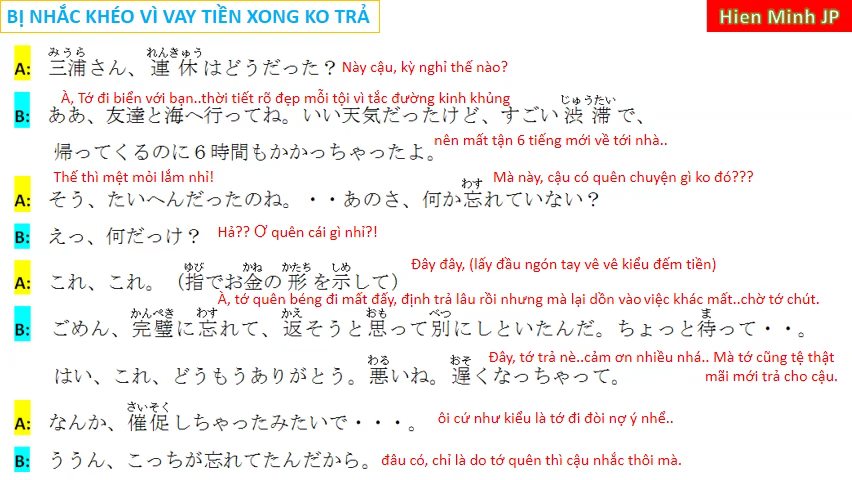 BỊ NHẮC KHÉO VÌ VAY TIỀN XONG KO TRẢ
Hien Minh JP
みうら れんきゅう
A: 三浦さん、連休はどうだった？ Này cậu, kỳ nghỉ thế nào?
À, Tớ đi biển với bạn..thời tiết rõ đẹp mỗi tội vì tắc đường kinh khủng
じゅうたい
B: ああ、友達と海へ行ってね。いい天気だったけど、すごい渋滞で、
nên mất tận 6 tiếng mới về tới nhà..
帰ってくるのに６時間もかかっちゃったよ。
Thế thì mệt mỏi lắm nhỉ! Mà này, cậu có quên chuyện gì ko đó???
わす
A: そう、たいへんだったのね。・・あのさ、何か忘れていない？
B: えっ、何だっけ？ Hả?? Ơ quên cái gì nhỉ?!
Đây đây, (lấy đầu ngón tay vê vê kiểu đếm tiền)
ゆび かね かたち しめ
A: これ、これ。（指でお金の形を示して）
À, tớ quên béng đi mất đấy, định trả lâu rồi nhưng mà lại dồn vào việc khác mất..chờ tớ chút.
かんぺき わす かえ おも べつ ま
B: ごめん、完璧に忘れて、返そうと思って別にしといたんだ。ちょっと待って・・。
Đây, tớ trả nè..cảm ơn nhiều nhá.. Mà tớ cũng tệ thật
わる おそ
はい、これ、どうもうありがとう。悪いね。遅くなっちゃって。
mãi mới trả cho cậu.
さいそく
A: なんか、催促しちゃったみたいで・・・。 ôi cứ như kiểu là tớ đi đòi nợ ý nhể..
B: ううん、こっちが忘れてたんだから。 đâu có, chỉ là do tớ quên thì cậu nhắc thôi mà.